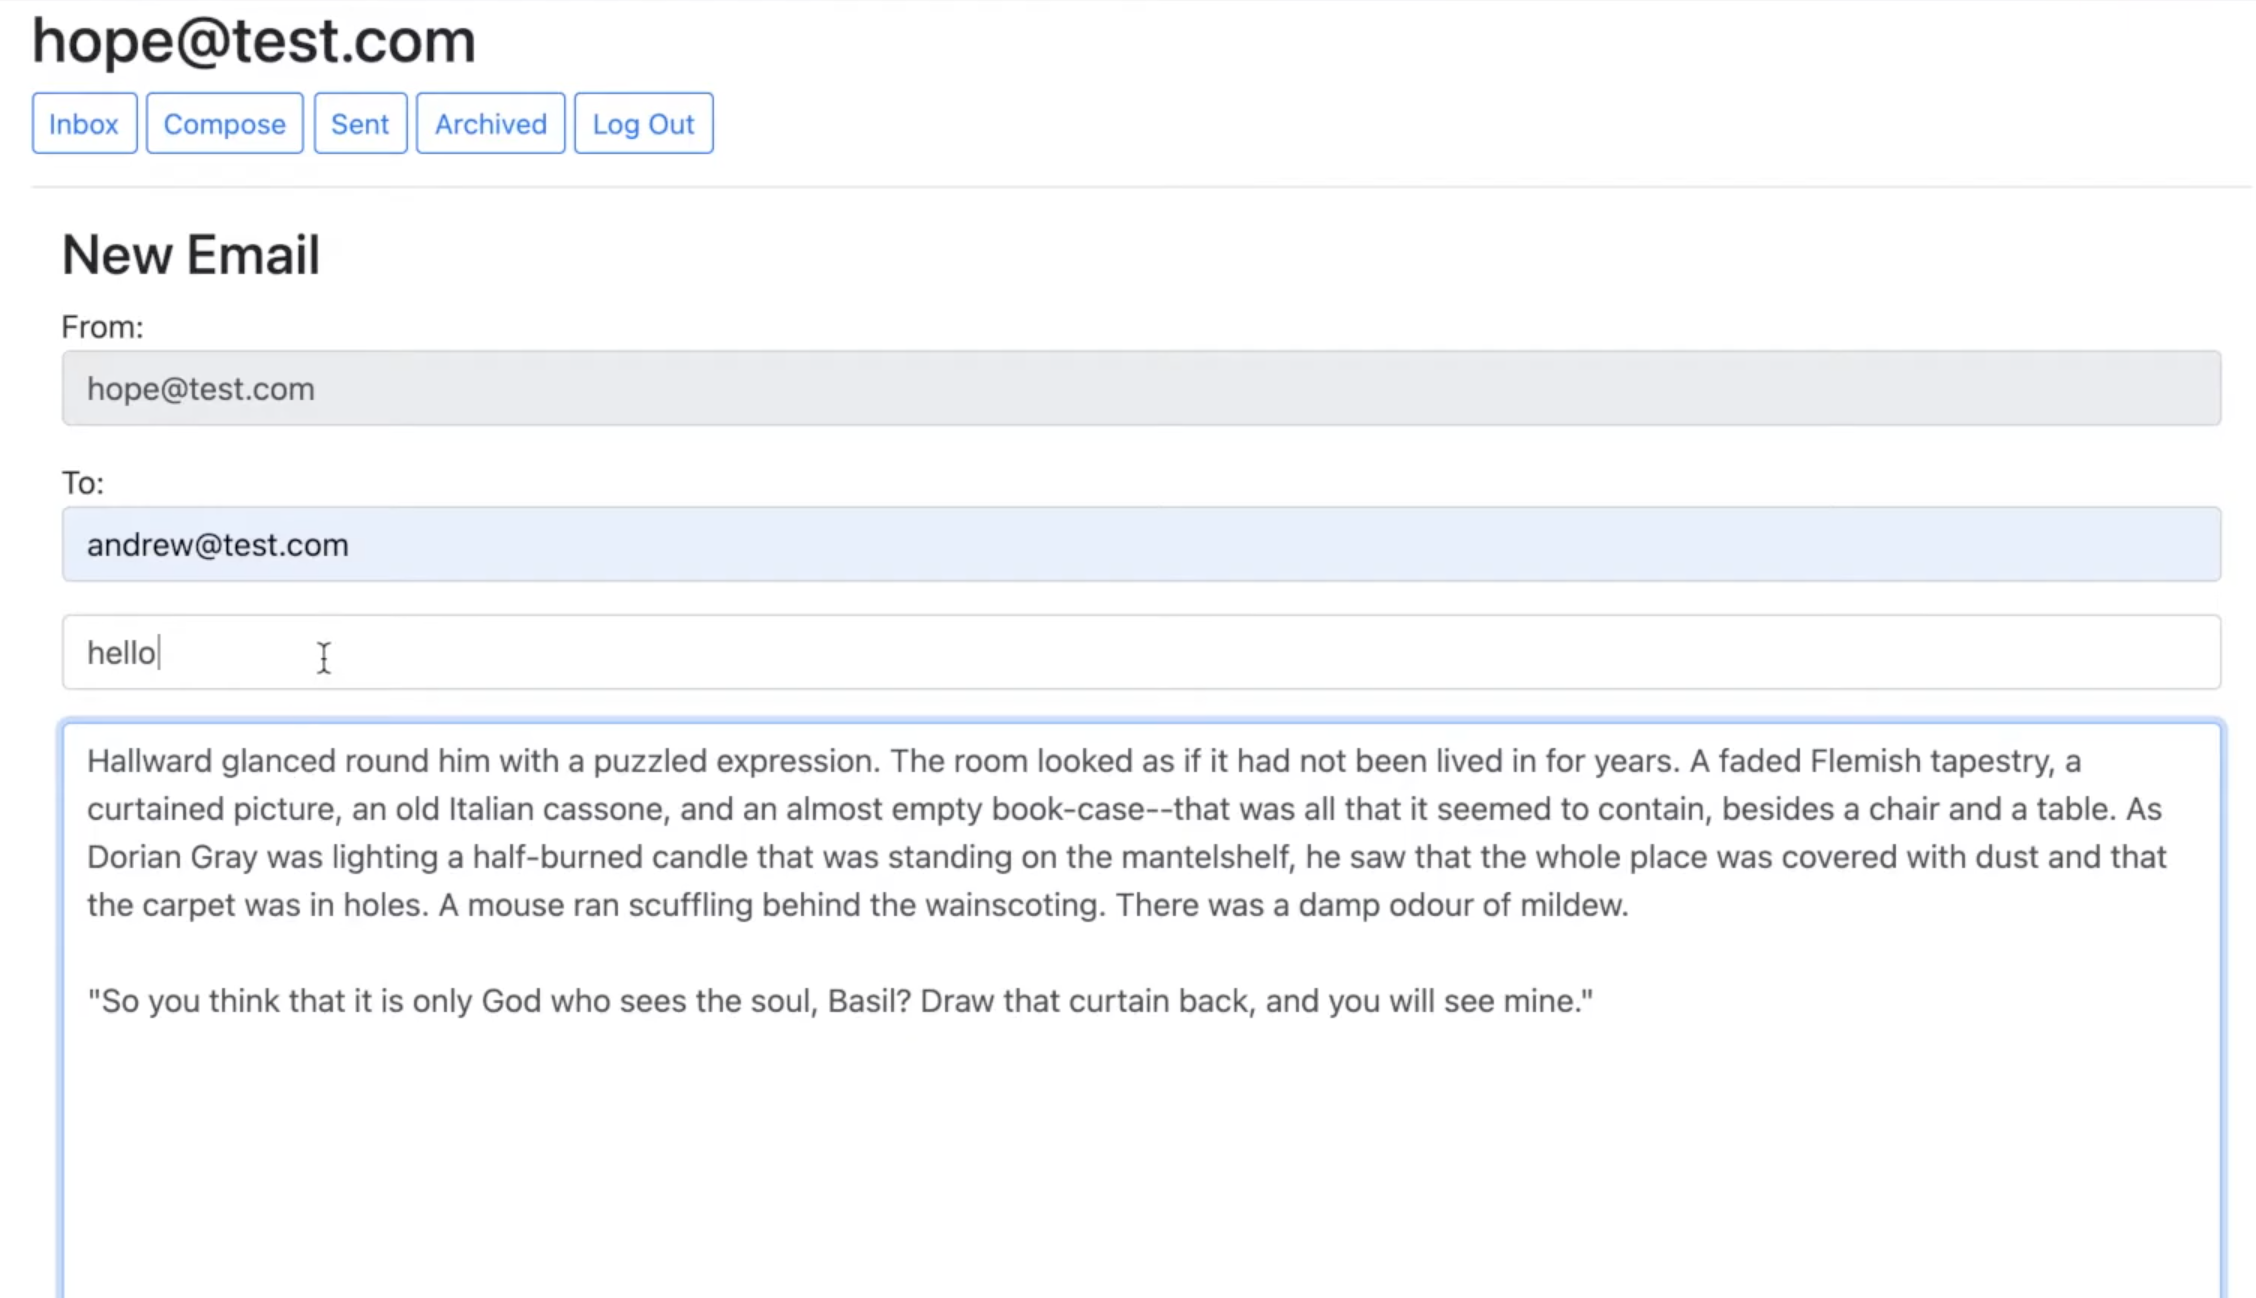 hope@test.com
Inbox Compose Sent Archived Log Out
New Email
From:
hope@test.com
To:
andrew@test.com
hello
Hallward glanced round him with a puzzled expression. The room looked as if it had not been lived in for years. A faded Flemish tapestry, a
curtained picture, an old Italian cassone, and an almost empty book-case--that was all that it seemed to contain, besides a chair and a table. As
Dorian Gray was lighting a half-burned candle that was standing on the mantelshelf, he saw that the whole place was covered with dust and that
the carpet was in holes. A mouse ran scuffling behind the wainscoting. There was a damp odour of mildew.
"So you think that it is only God who sees the soul, Basil? Draw that curtain back, and you will see mine."